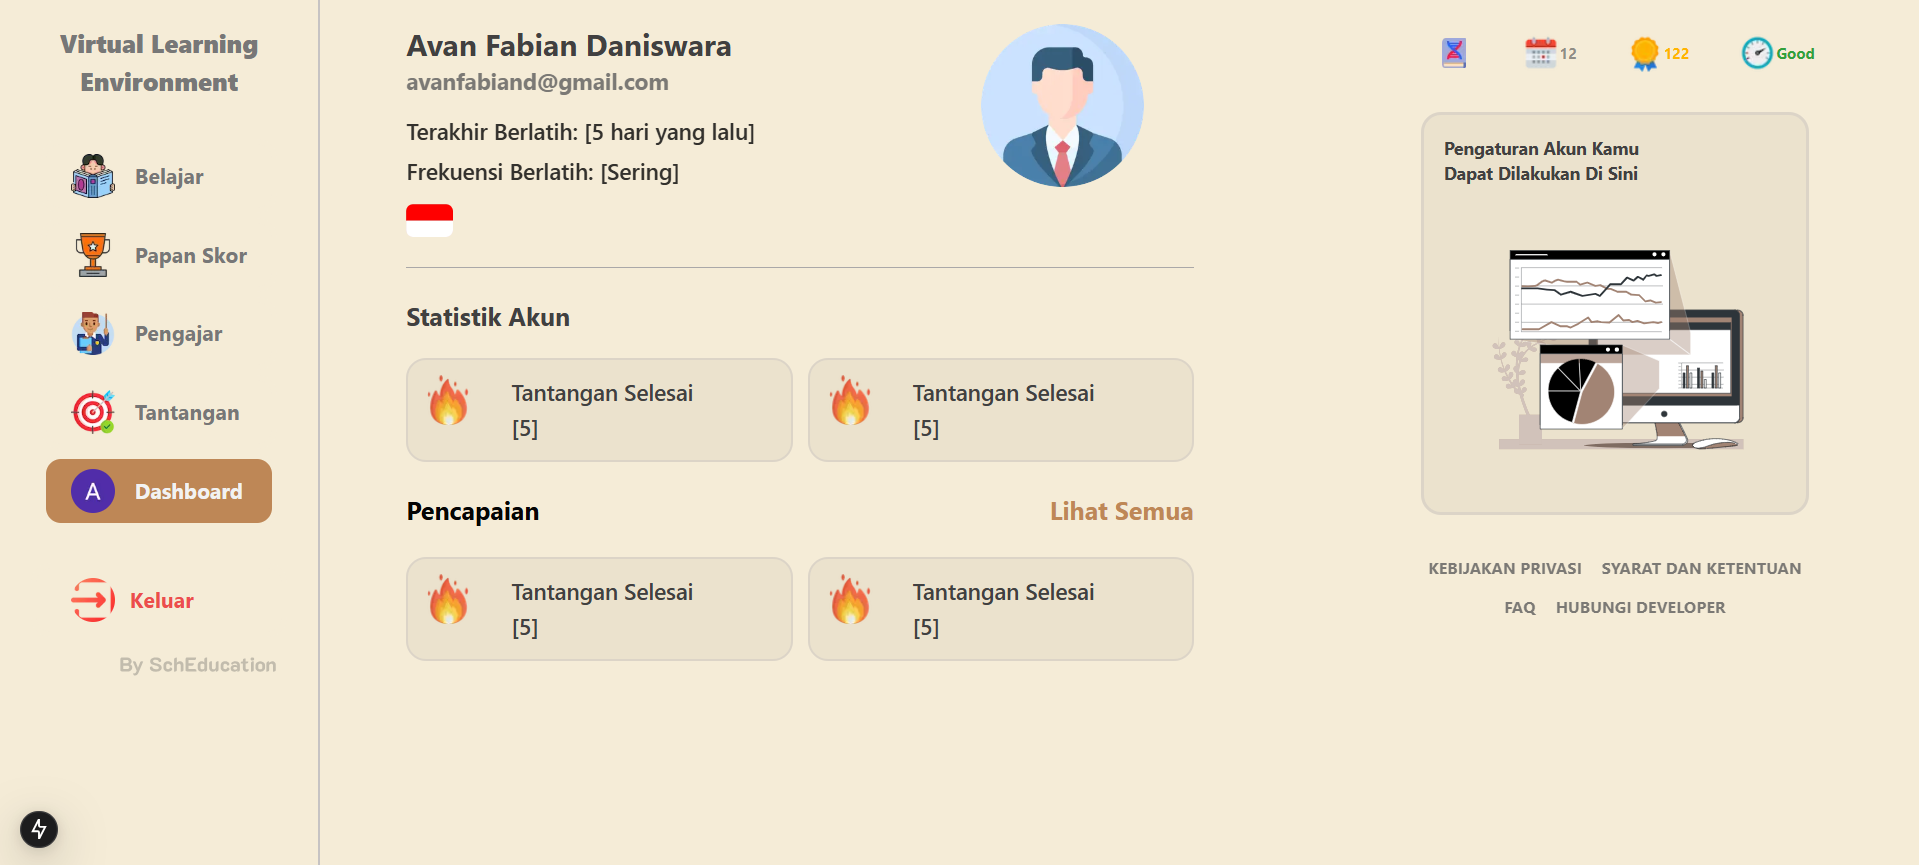 Virtual Learning
Environment
Belajar
Papan Skor
Pengajar
Tantangan
A
Dashboard
Keluar
By SchEducation
Avan Fabian Daniswara
avanfabiand@gmail.com
Terakhir Berlatih: [5 hari yang lalu]
Frekuensi Berlatih: [Sering]
Statistik Akun
Tantangan Selesai
[5]
Tantangan Selesai
[5]
Pencapaian
Lihat Semua
Tantangan Selesai
[5]
Tantangan Selesai
[5]
12
122
Good
Pengaturan Akun Kamu
Dapat Dilakukan Di Sini
KEBIJAKAN PRIVASI
SYARAT DAN KETENTUAN
FAQ
HUBUNGI DEVELOPER